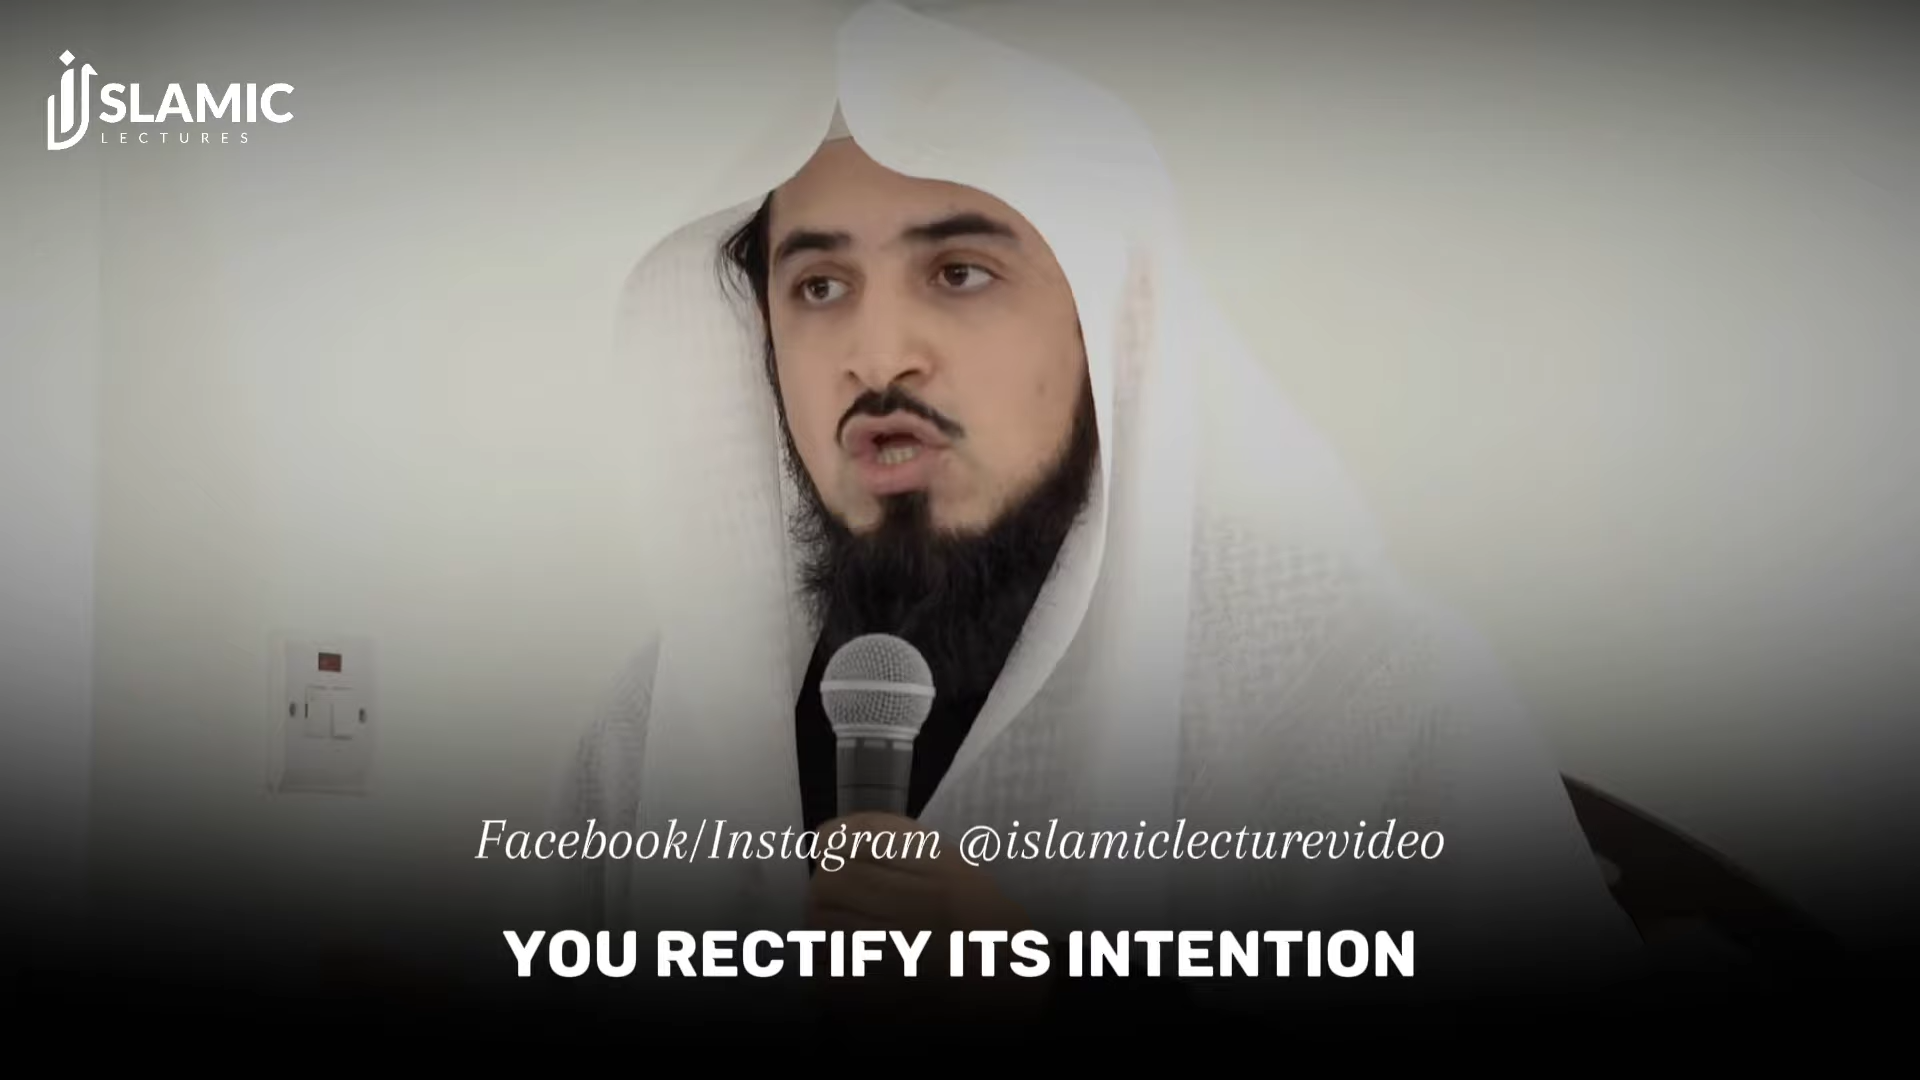 ISLAMIC
LECTURES
Facebook/Instagram @islamiclecturevideo
YOU RECTIFY ITS INTENTION